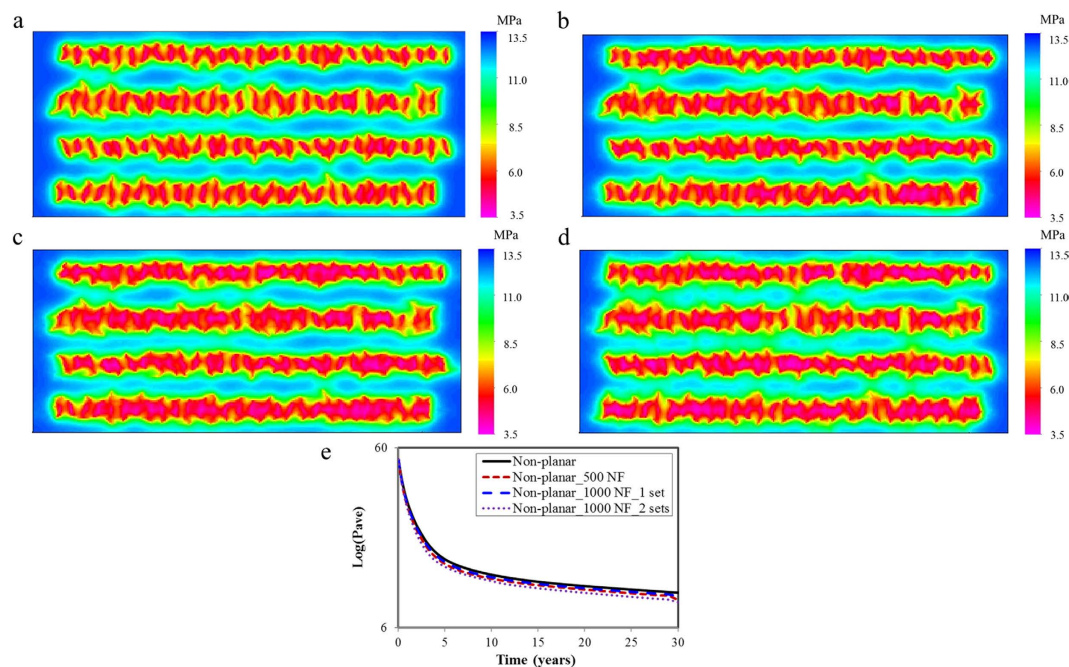 a
MPa
13.5
11.0
8.5
6.0
3.5
b
MPa
13.5
11.0
8.5
6.0
3.5
c
MPa
13.5
11.0
8.5
6.0
3.5
d
MPa
13.5
11.0
8.5
6.0
3.5
e
60
6
Log(Pave)
Non-planar
Non-planar_500 NF
Non-planar_1000 NF_1 set
Non-planar_1000 NF_2 sets
0 5 10 15 20 25 30
Time (years)